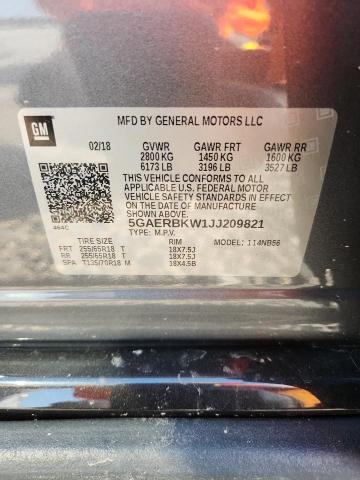 GM
MFD BY GENERAL MOTORS LLC
02/18 GVWR GAWR FRT GAWR RR
2800 KG 1450 KG 1600 KG
6173 LB 3196 LB 3527 LB
THIS VEHICLE CONFORMS TO ALL
APPLICABLE U.S. FEDERAL MOTOR
VEHICLE SAFETY STANDARDS IN
EFFECT ON THE DATE OF
MANUFACTURE SHOWN ABOVE.
464C 5GAERBKW1JJ209821
TYPE: M.P.V. MODEL: 114NB56
TIRE SIZE RIM
FRT 255/65R18 T 18X7.5J
RR 255/65R18 T 18X7.5J
SPA T135/70R18 M 18X4.5B